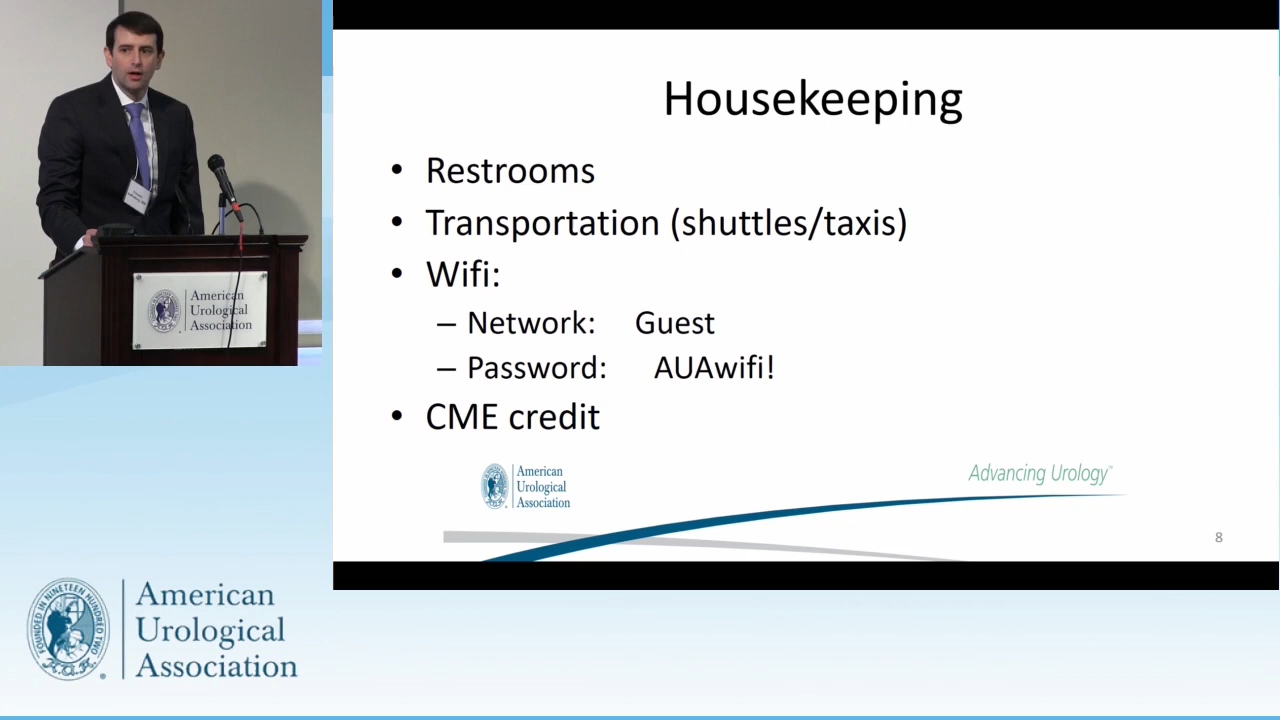 Housekeeping
• Restrooms
• Transportation (shuttles/taxis)
• Wifi:
– Network: Guest
– Password: AUAwifi!
• CME credit
American
Urological
Association
Advancing Urology™
8
American
Urological
Association
FOUNDED IN NINETEEN HUNDRED TWO
A.U.A.
American
Urological
Association